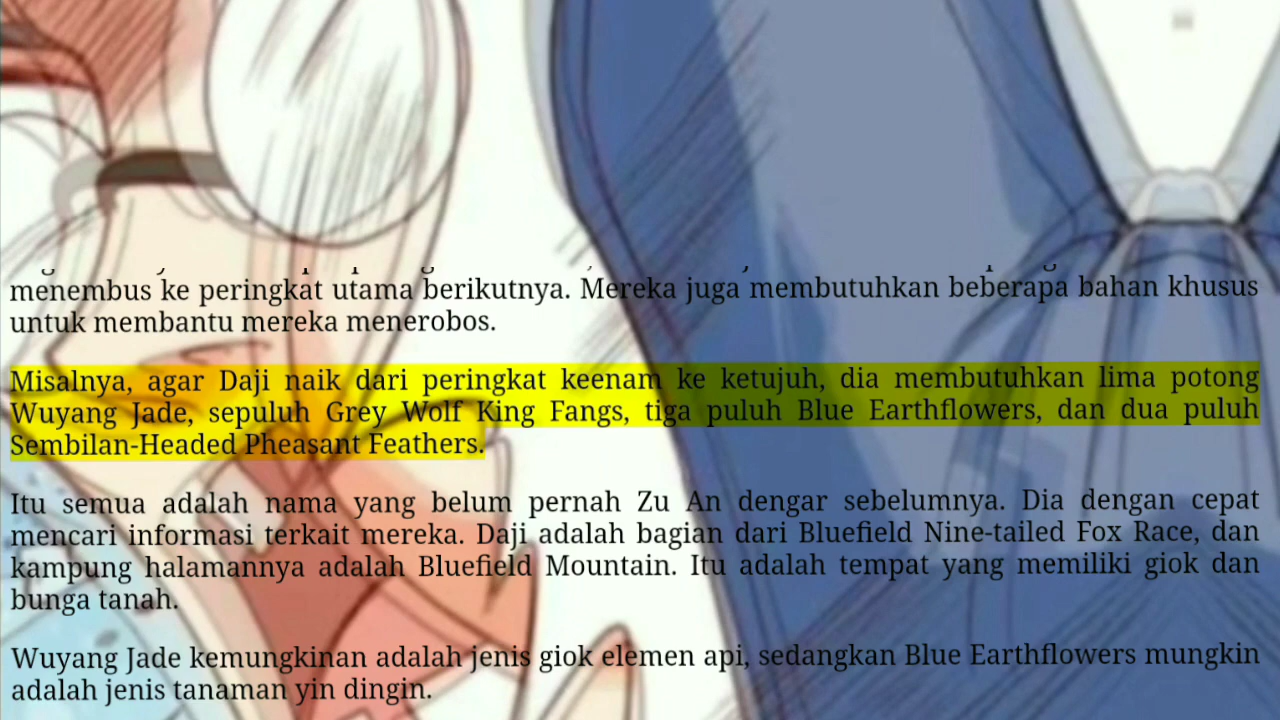 menembus ke peringkat utama berikutnya. Mereka juga membutuhkan beberapa bahan khusus
untuk membantu mereka menerobos.
Misalnya, agar Daji naik dari peringkat keenam ke ketujuh, dia membutuhkan lima potong
Wuyang Jade, sepuluh Grey Wolf King Fangs, tiga puluh Blue Earthflowers, dan dua puluh
Sembilan-Headed Pheasant Feathers.
Itu semua adalah nama yang belum pernah Zu An dengar sebelumnya. Dia dengan cepat
mencari informasi terkait mereka. Daji adalah bagian dari Bluefield Nine-tailed Fox Race, dan
kampung halamannya adalah Bluefield Mountain. Itu adalah tempat yang memiliki giok dan
bunga tanah.
Wuyang Jade kemungkinan adalah jenis giok elemen api, sedangkan Blue Earthflowers mungkin
adalah jenis tanaman yin dingin.